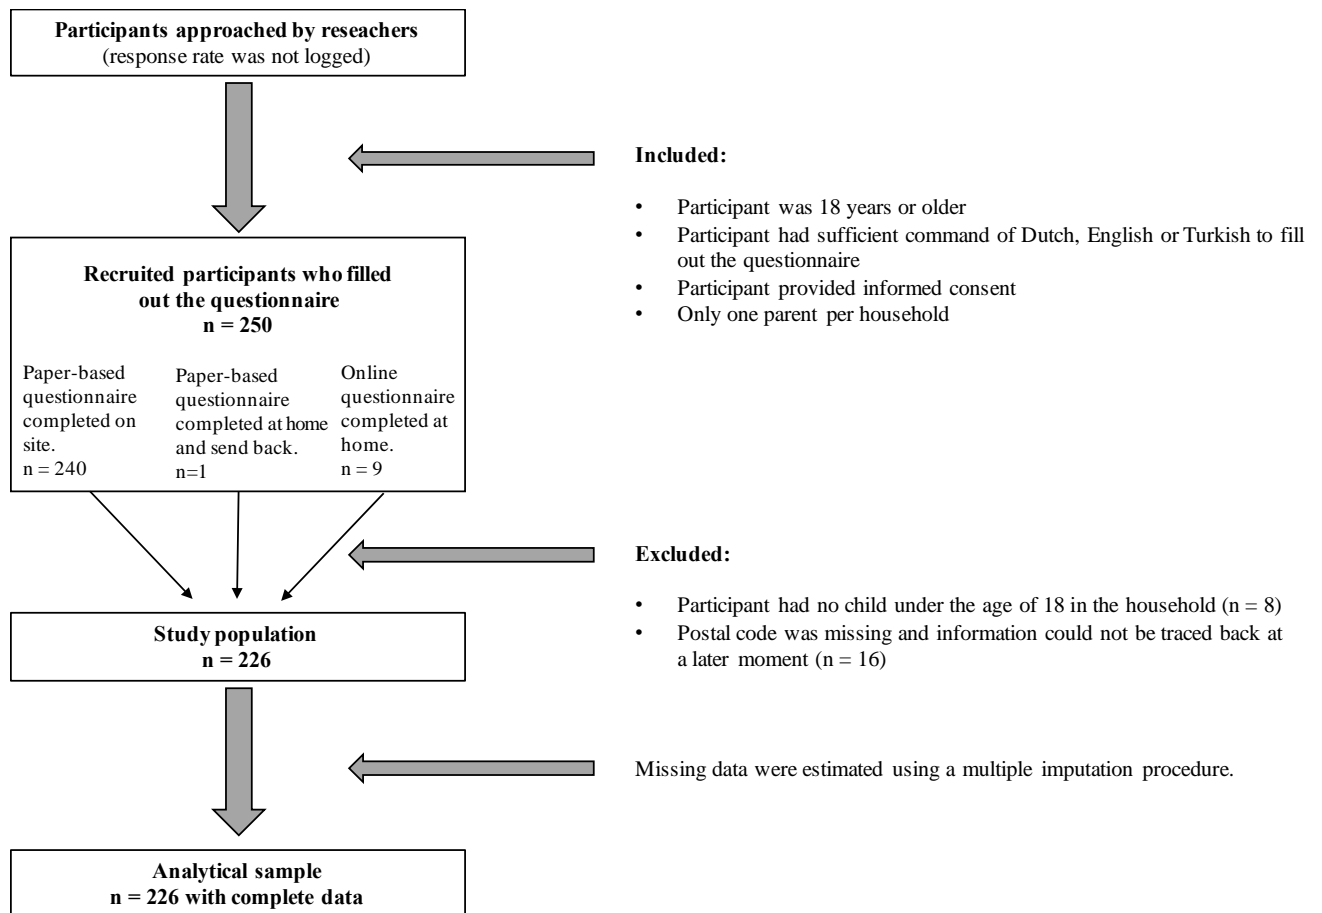 Participants approached by reseachers
(response rate was not logged)
Included:
• Participant was 18 years or older
• Participant had sufficient command of Dutch, English or Turkish to fill
out the questionnaire
• Participant provided informed consent
• Only one parent per household
Recruited participants who filled
out the questionnaire
n = 250
Paper-based
questionnaire
completed on
site.
n = 240
Paper-based
questionnaire
completed at home
and send back.
n=1
Online
questionnaire
completed at
home.
n = 9
Excluded:
• Participant had no child under the age of 18 in the household (n = 8)
• Postal code was missing and information could not be traced back at
a later moment (n = 16)
Study population
n = 226
Missing data were estimated using a multiple imputation procedure.
Analytical sample
n = 226 with complete data